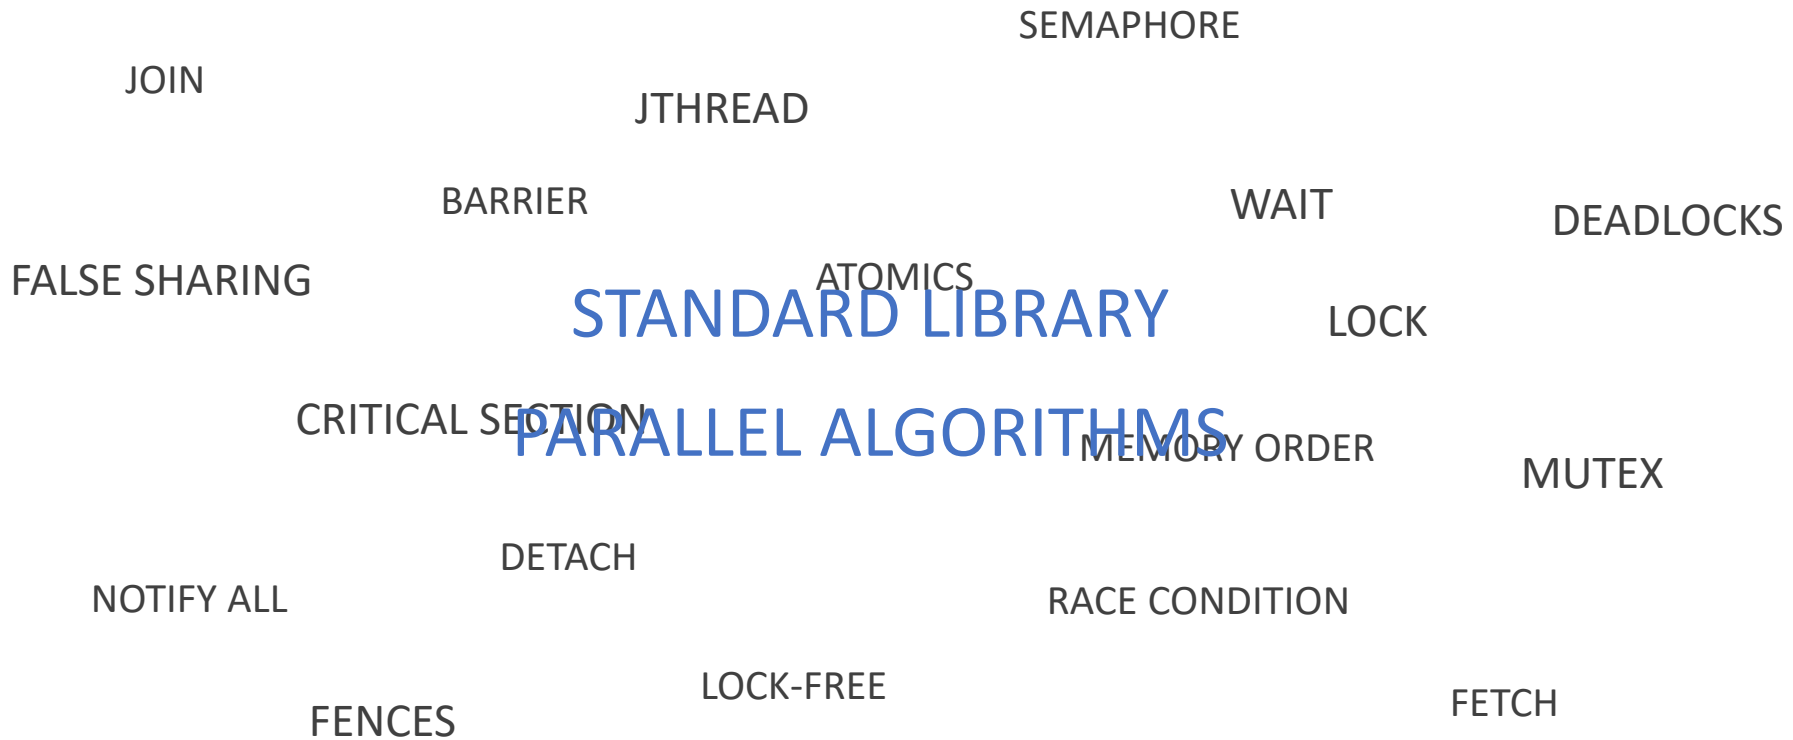 SEMAPHORE
JOIN
JTHREAD
BARRIER
WAIT
DEADLOCKS
FALSE SHARING
ATOMICS
STANDARD LIBRARY
LOCK
CRITICAL SECTION
PARALLEL ALGORITHMS
MEMORY ORDER
MUTEX
DETACH
NOTIFY ALL
RACE CONDITION
LOCK-FREE
FETCH
FENCES